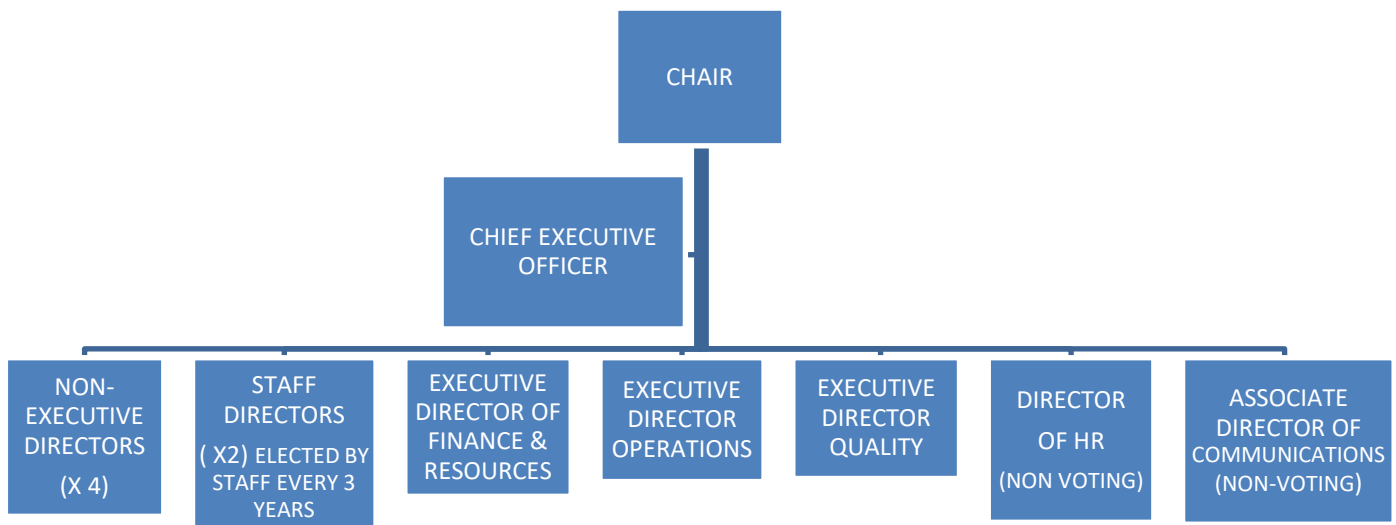 CHAIR
CHIEF EXECUTIVE
OFFICER
NON-
EXECUTIVE
DIRECTORS
(X 4)
STAFF
DIRECTORS
( X2) ELECTED BY
STAFF EVERY 3
YEARS
EXECUTIVE
DIRECTOR OF
FINANCE &
RESOURCES
EXECUTIVE
DIRECTOR
OPERATIONS
EXECUTIVE
DIRECTOR
QUALITY
DIRECTOR
OF HR
(NON VOTING)
ASSOCIATE
DIRECTOR OF
COMMUNICATIONS
(NON-VOTING)